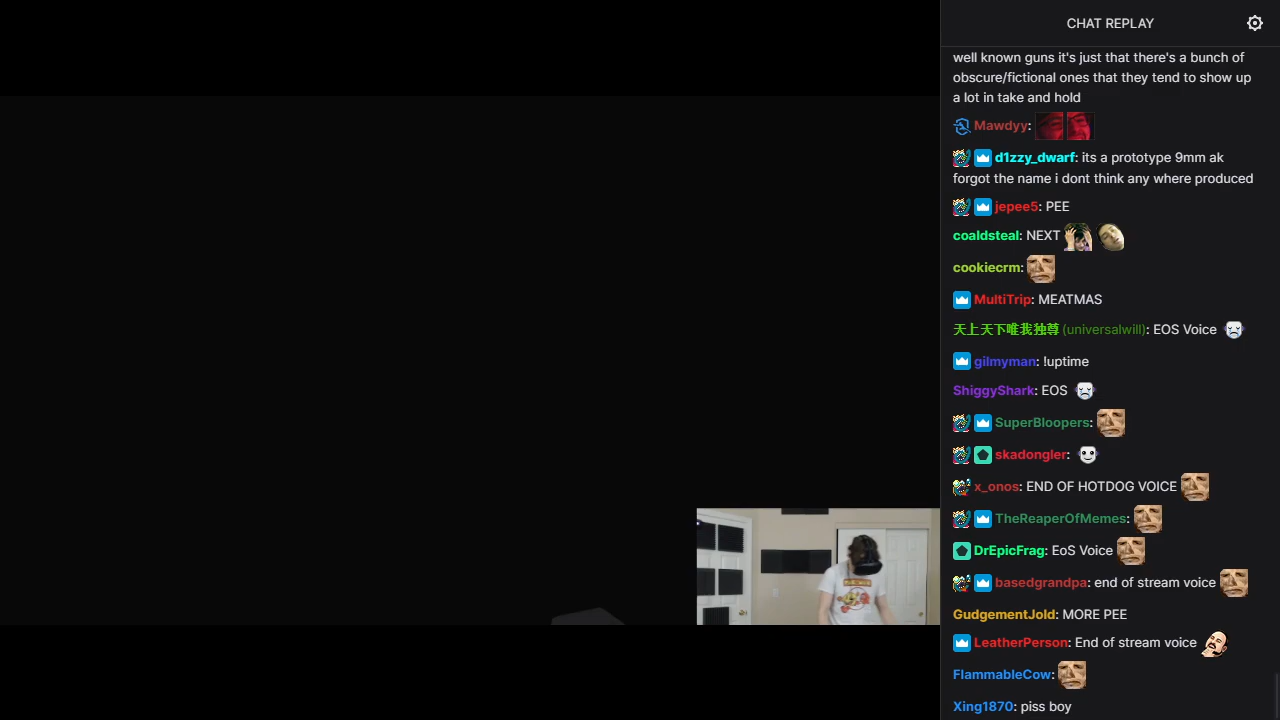 CHAT REPLAY
well known guns it's just that there's a bunch of
obscure/fictional ones that they tend to show up
a lot in take and hold
Mawdyy:
d1zzy_dwarf: its a prototype 9mm ak
forgot the name i dont think any where produced
jepee5: PEE
coaldsteal: NEXT
cookiecrm:
MultiTrip: MEATMAS
天上天下唯我独尊 (universalwill): EOS Voice
gilmyman: !uptime
ShiggyShark: EOS
SuperBloopers:
skadongler:
x_onos: END OF HOTDOG VOICE
TheReaperOfMemes:
DrEpicFrag: EoS Voice
basedgrandpa: end of stream voice
GudgementJold: MORE PEE
LeatherPerson: End of stream voice
FlammableCow:
Xing1870: piss boy